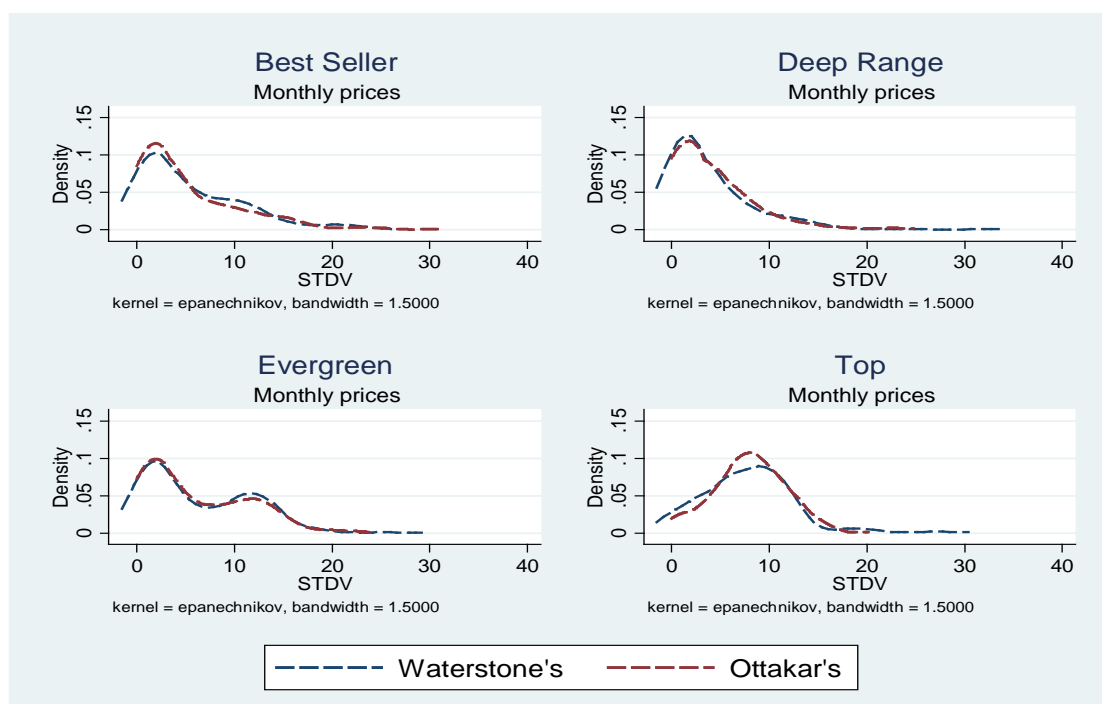 Best Seller
Monthly prices
Density
.15
.1
.05
0
0 10 20 30 40
STDV
kernel = epanechnikov, bandwidth = 1.5000
Deep Range
Monthly prices
Density
.15
.1
.05
0
0 10 20 30 40
STDV
kernel = epanechnikov, bandwidth = 1.5000
Evergreen
Monthly prices
Density
.15
.1
.05
0
0 10 20 30 40
STDV
kernel = epanechnikov, bandwidth = 1.5000
Top
Monthly prices
Density
.15
.1
.05
0
0 10 20 30 40
STDV
kernel = epanechnikov, bandwidth = 1.5000
Waterstone's Ottakar's